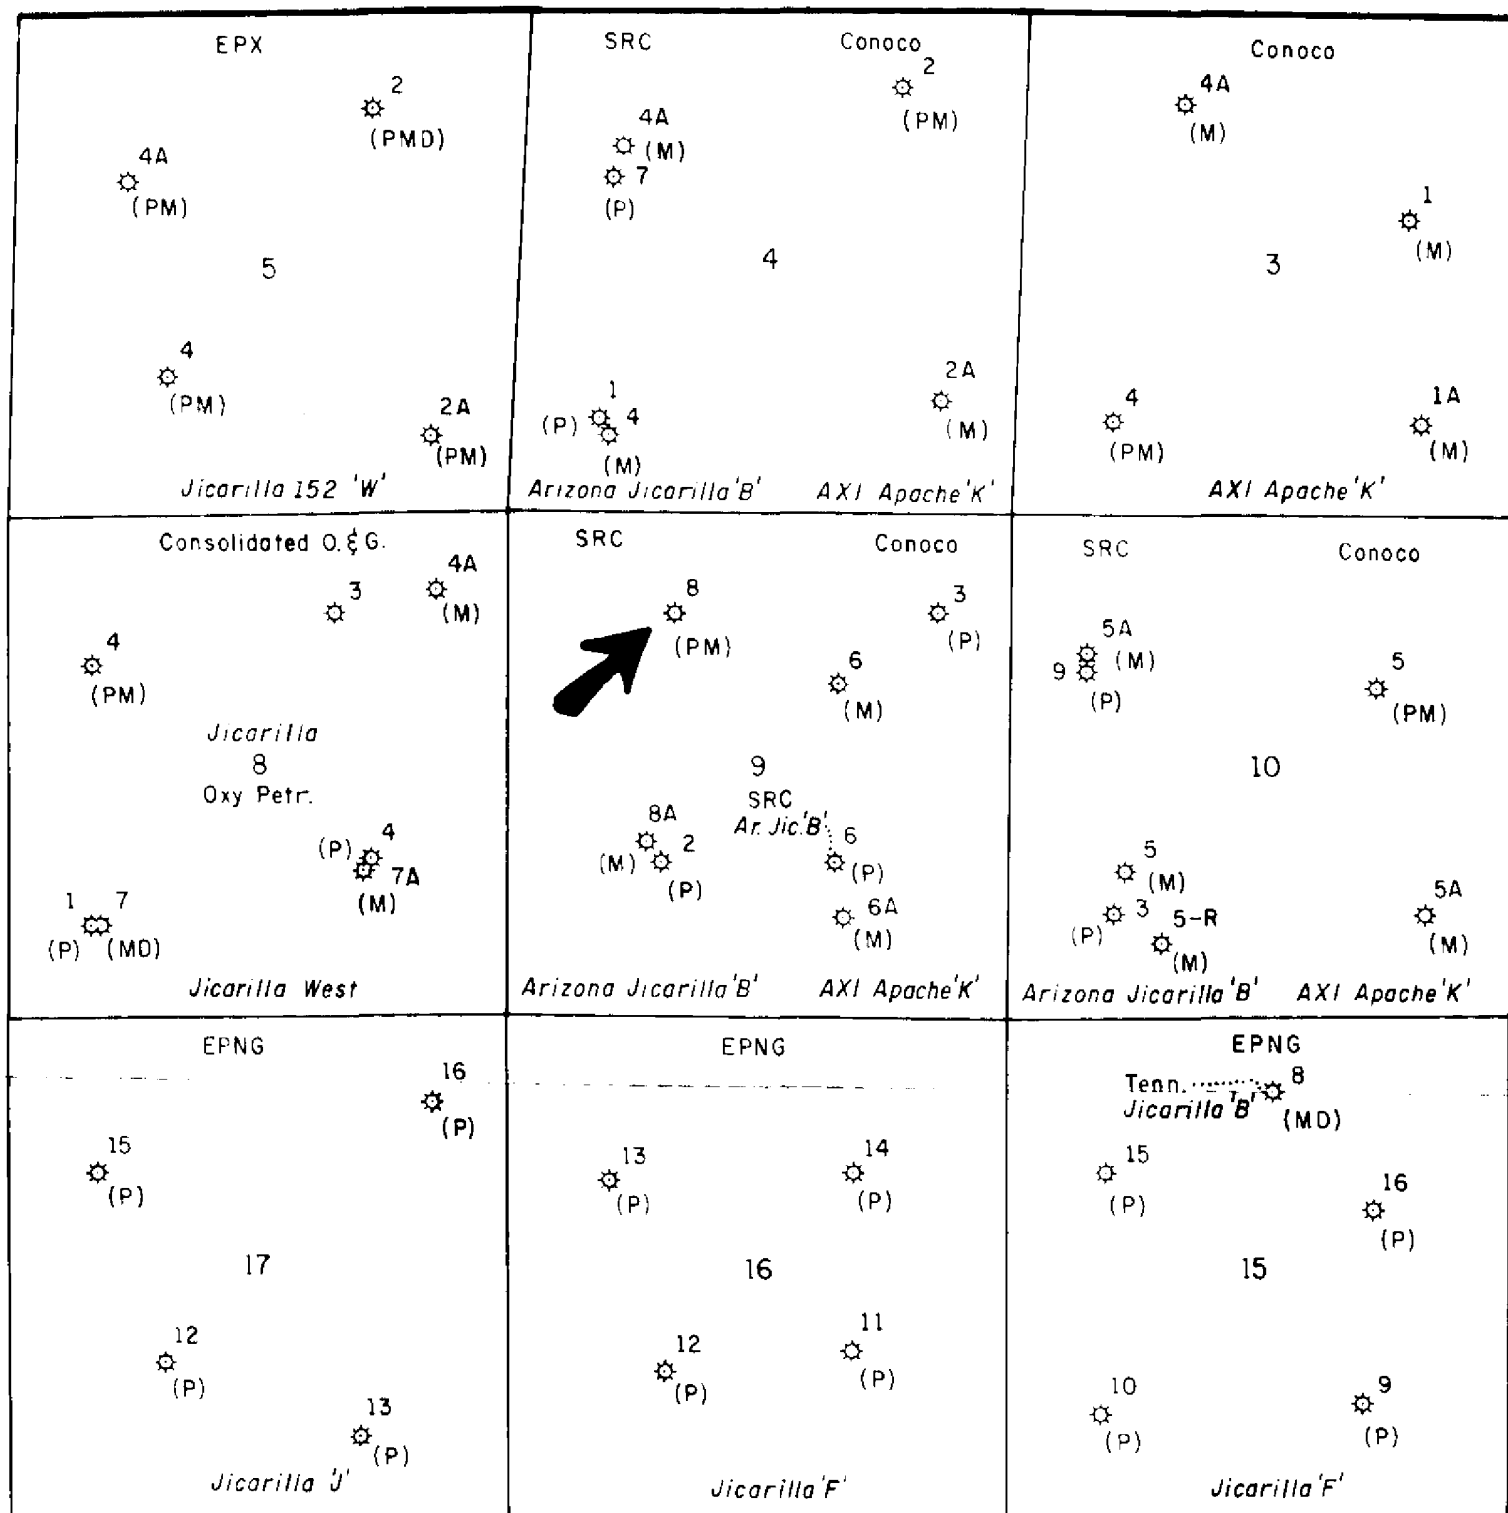 EPX
2
(PMD)
4A
(PM)
5
4
(PM)
2A
(PM)
Jicarilla 152 'W'
SRC Conoco
2
(PM)
4A
(M)
7
(P)
4
1
(P)
4
(M)
2A
(M)
Arizona Jicarilla 'B' AXI Apache 'K'
Conoco
4A
(M)
1
(M)
3
4
(PM)
1A
(M)
AXI Apache 'K'
Consolidated O. & G.
4A
(M)
3
4
(PM)
Jicarilla
8
Oxy Petr.
4
(P)
7A
(M)
1 7
(P) (MD)
Jicarilla West
SRC Conoco
8
(PM)
3
(P)
6
(M)
9
SRC
Ar. Jic. 'B'
8A
(M)
2
(P)
6
(P)
6A
(M)
Arizona Jicarilla 'B' AXI Apache 'K'
SRC Conoco
5A
(M)
9
(P)
5
(PM)
10
5
(M)
3
(P)
5-R
(M)
5A
(M)
Arizona Jicarilla 'B' AXI Apache 'K'
EPNG
16
(P)
15
(P)
17
12
(P)
13
(P)
Jicarilla 'J'
EPNG
13
(P)
14
(P)
16
12
(P)
11
(P)
Jicarilla 'F'
EPNG
Tenn.
Jicarilla 'B'
8
(MD)
15
(P)
16
(P)
15
10
(P)
9
(P)
Jicarilla 'F'